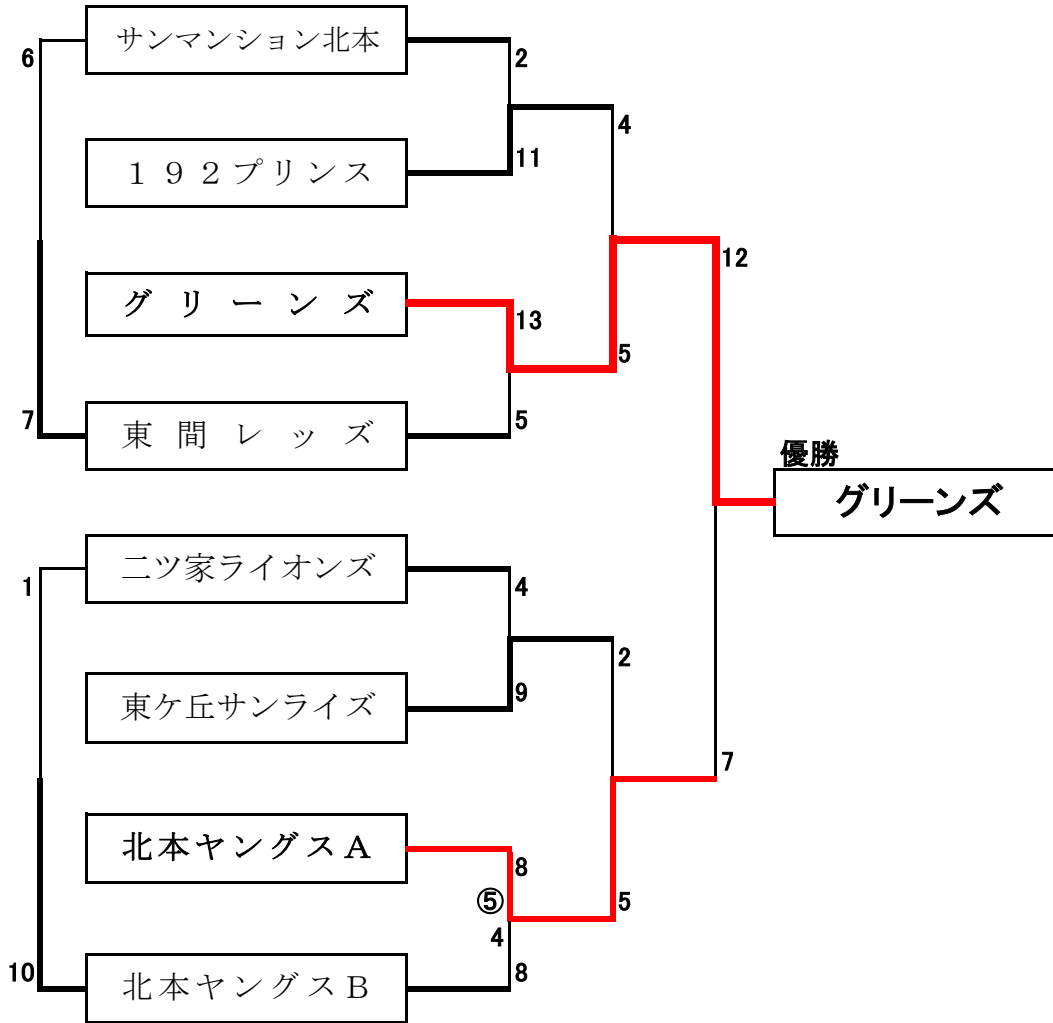 サンマンション北本
6
2
4
１９２プリンス
11
12
グリーンズ
13
5
東間レッズ
7
5
優勝
グリーンズ
二ツ家ライオンズ
1
4
2
東ケ丘サンライズ
9
7
北本ヤングスＡ
8
⑤
5
4
北本ヤングスＢ
10
8